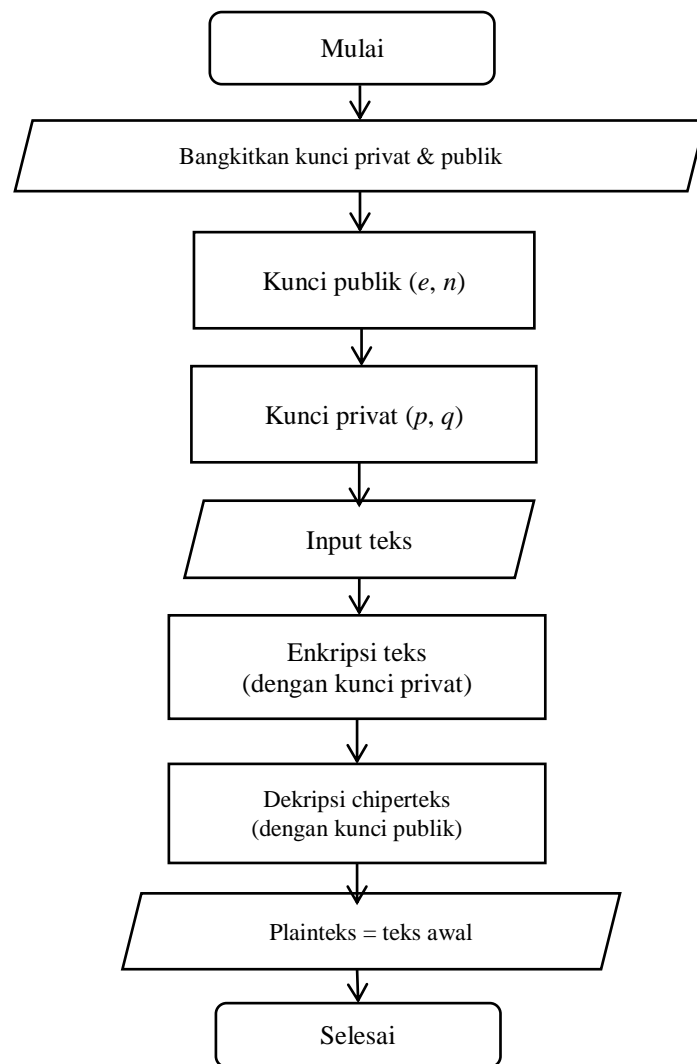 Mulai
Bangkitkan kunci privat & publik
Kunci publik (e, n)
Kunci privat (p, q)
Input teks
Enkripsi teks
(dengan kunci privat)
Dekripsi chiperteks
(dengan kunci publik)
Plainteks = teks awal
Selesai